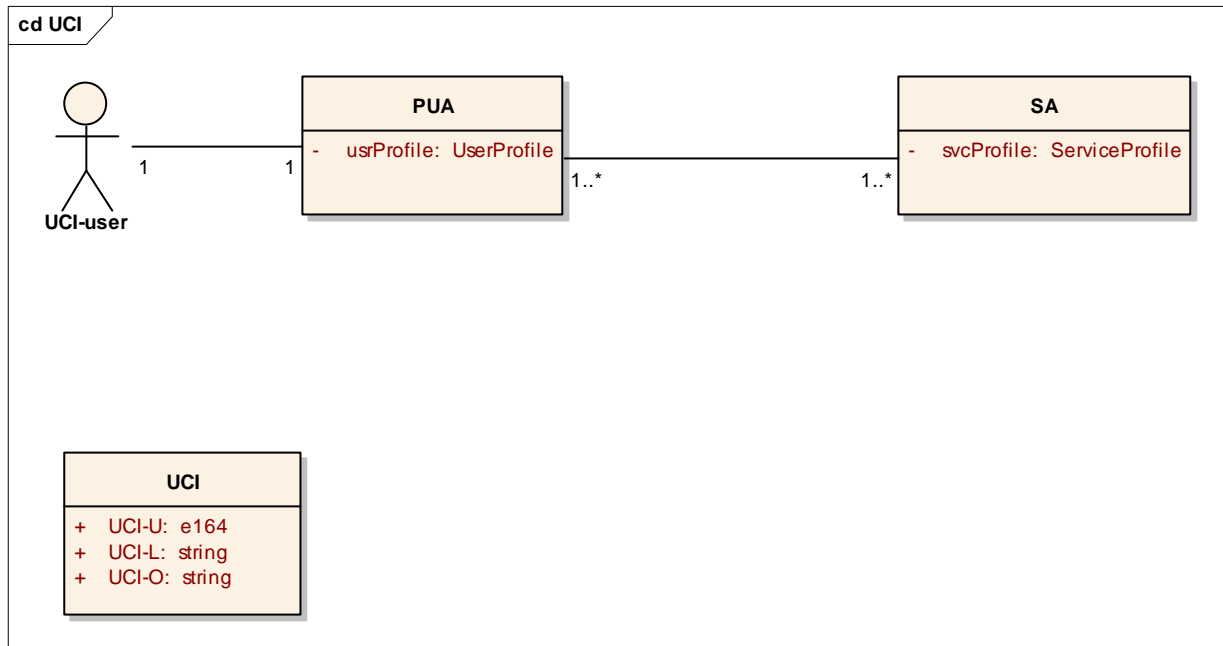 cd UCI
PUA
- usrProfile: UserProfile
SA
- svcProfile: ServiceProfile
1
1
1..*
1..*
UCI-user
UCI
+ UCI-U: e164
+ UCI-L: string
+ UCI-O: string